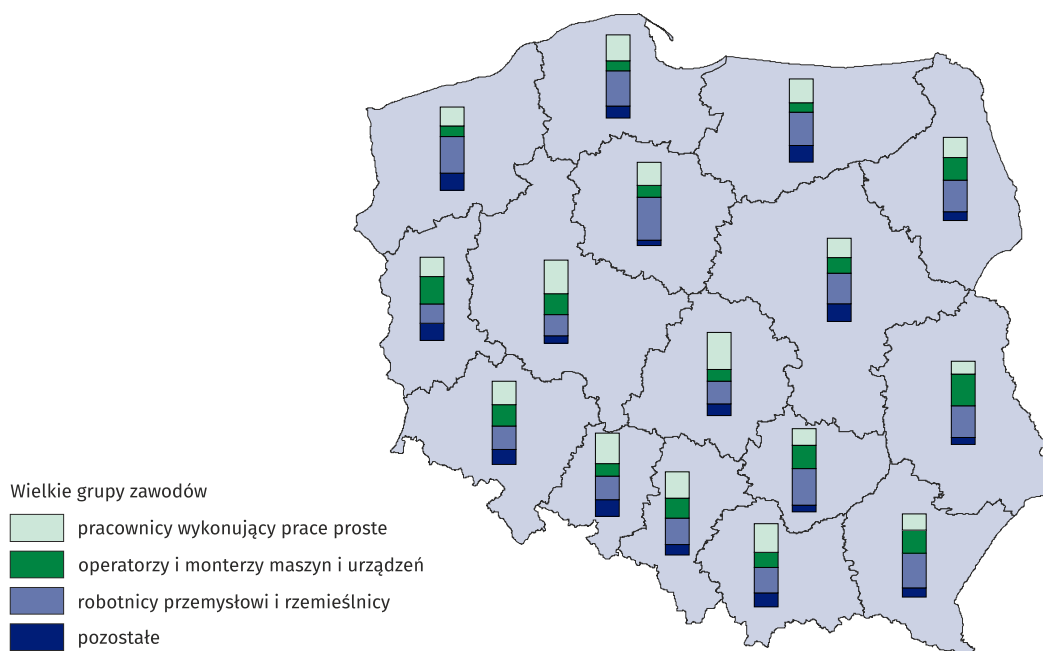 Wielkie grupy zawodów
pracownicy wykonujący prace proste
operatorzy i monterzy maszyn i urządzeń
robotnicy przemysłowi i rzemieślnicy
pozostałe